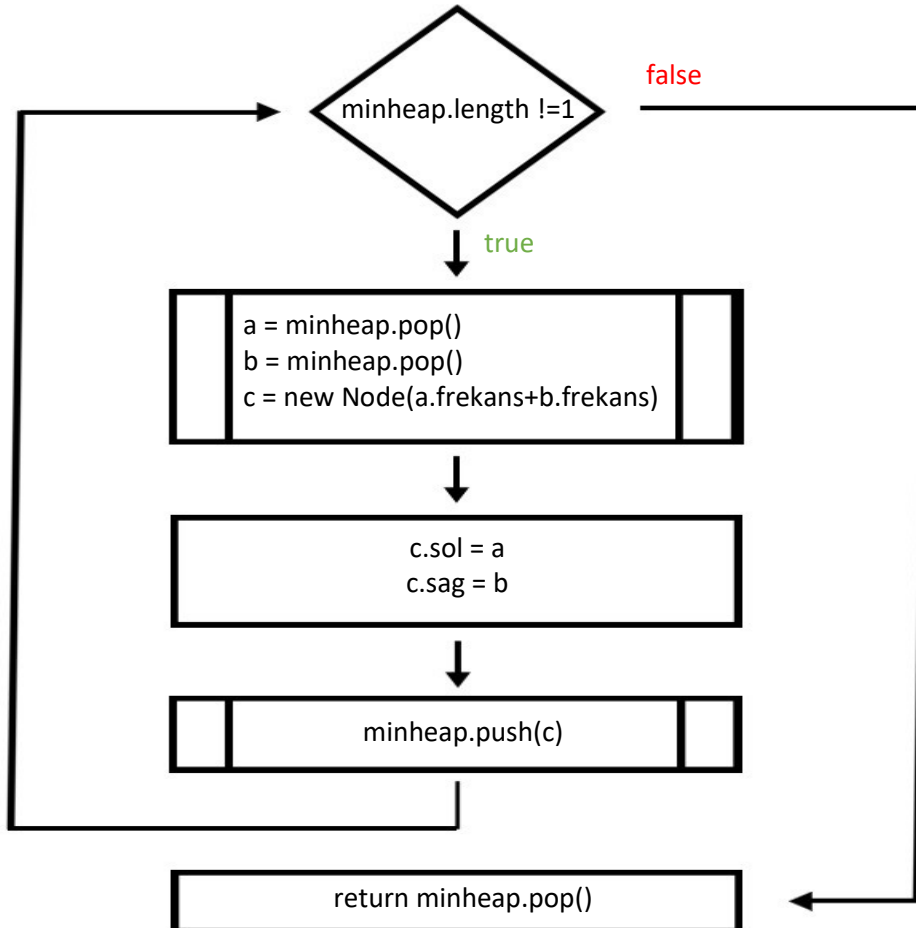 minheap.length !=1
false
true
a = minheap.pop()
b = minheap.pop()
c = new Node(a.frekans+b.frekans)
c.sol = a
c.sag = b
minheap.push(c)
return minheap.pop()